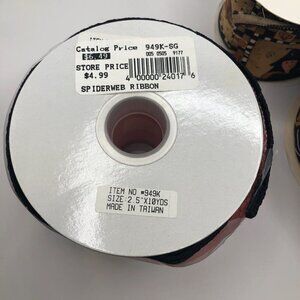 Catalog Price 949K-SG
$6.49 005 0505 9177
STORE PRICE
$4.99 4 00000 24017 6
SPIDERWEB RIBBON
ITEM NO #949K
SIZE:2.5"X10YDS
MADE IN TAIWAN